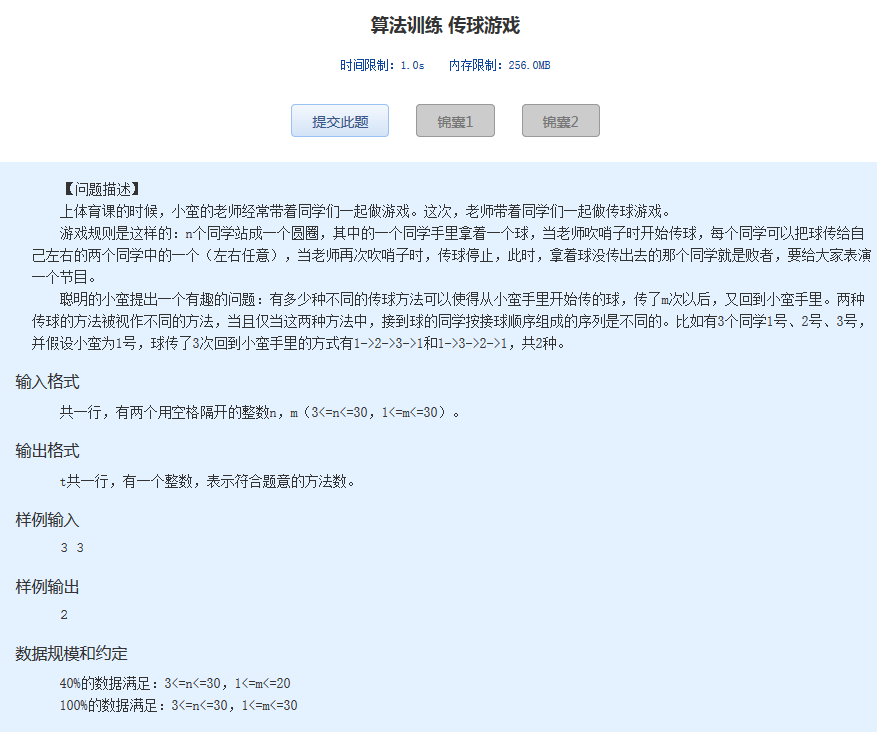 算法训练 传球游戏
时间限制：1.0s 内存限制：256.0MB
提交此题 锦囊1 锦囊2
【问题描述】
上体育课的时候，小蛮的老师经常带着同学们一起做游戏。这次，老师带着同学们一起做传球游戏。
游戏规则是这样的：n个同学站成一个圆圈，其中的一个同学手里拿着一个球，当老师吹哨子时开始传球，每个同学可以把球传给自
己左右的两个同学中的一个（左右任意），当老师再次吹哨子时，传球停止，此时，拿着球没传出去的那个同学就是败者，要给大家表演
一个节目。
聪明的小蛮提出一个有趣的问题：有多少种不同的传球方法可以使得从小蛮手里开始传的球，传了m次以后，又回到小蛮手里。两种
传球的方法被视作不同的方法，当且仅当这两种方法中，接到球的同学按接球顺序组成的序列是不同的。比如有3个同学1号、2号、3号，
并假设小蛮为1号，球传了3次回到小蛮手里的方式有1->2->3->1和1->3->2->1，共2种。
输入格式
共一行，有两个用空格隔开的整数n，m（3<=n<=30，1<=m<=30）。
输出格式
t共一行，有一个整数，表示符合题意的方法数。
样例输入
3 3
样例输出
2
数据规模和约定
40%的数据满足：3<=n<=30，1<=m<=20
100%的数据满足：3<=n<=30，1<=m<=30